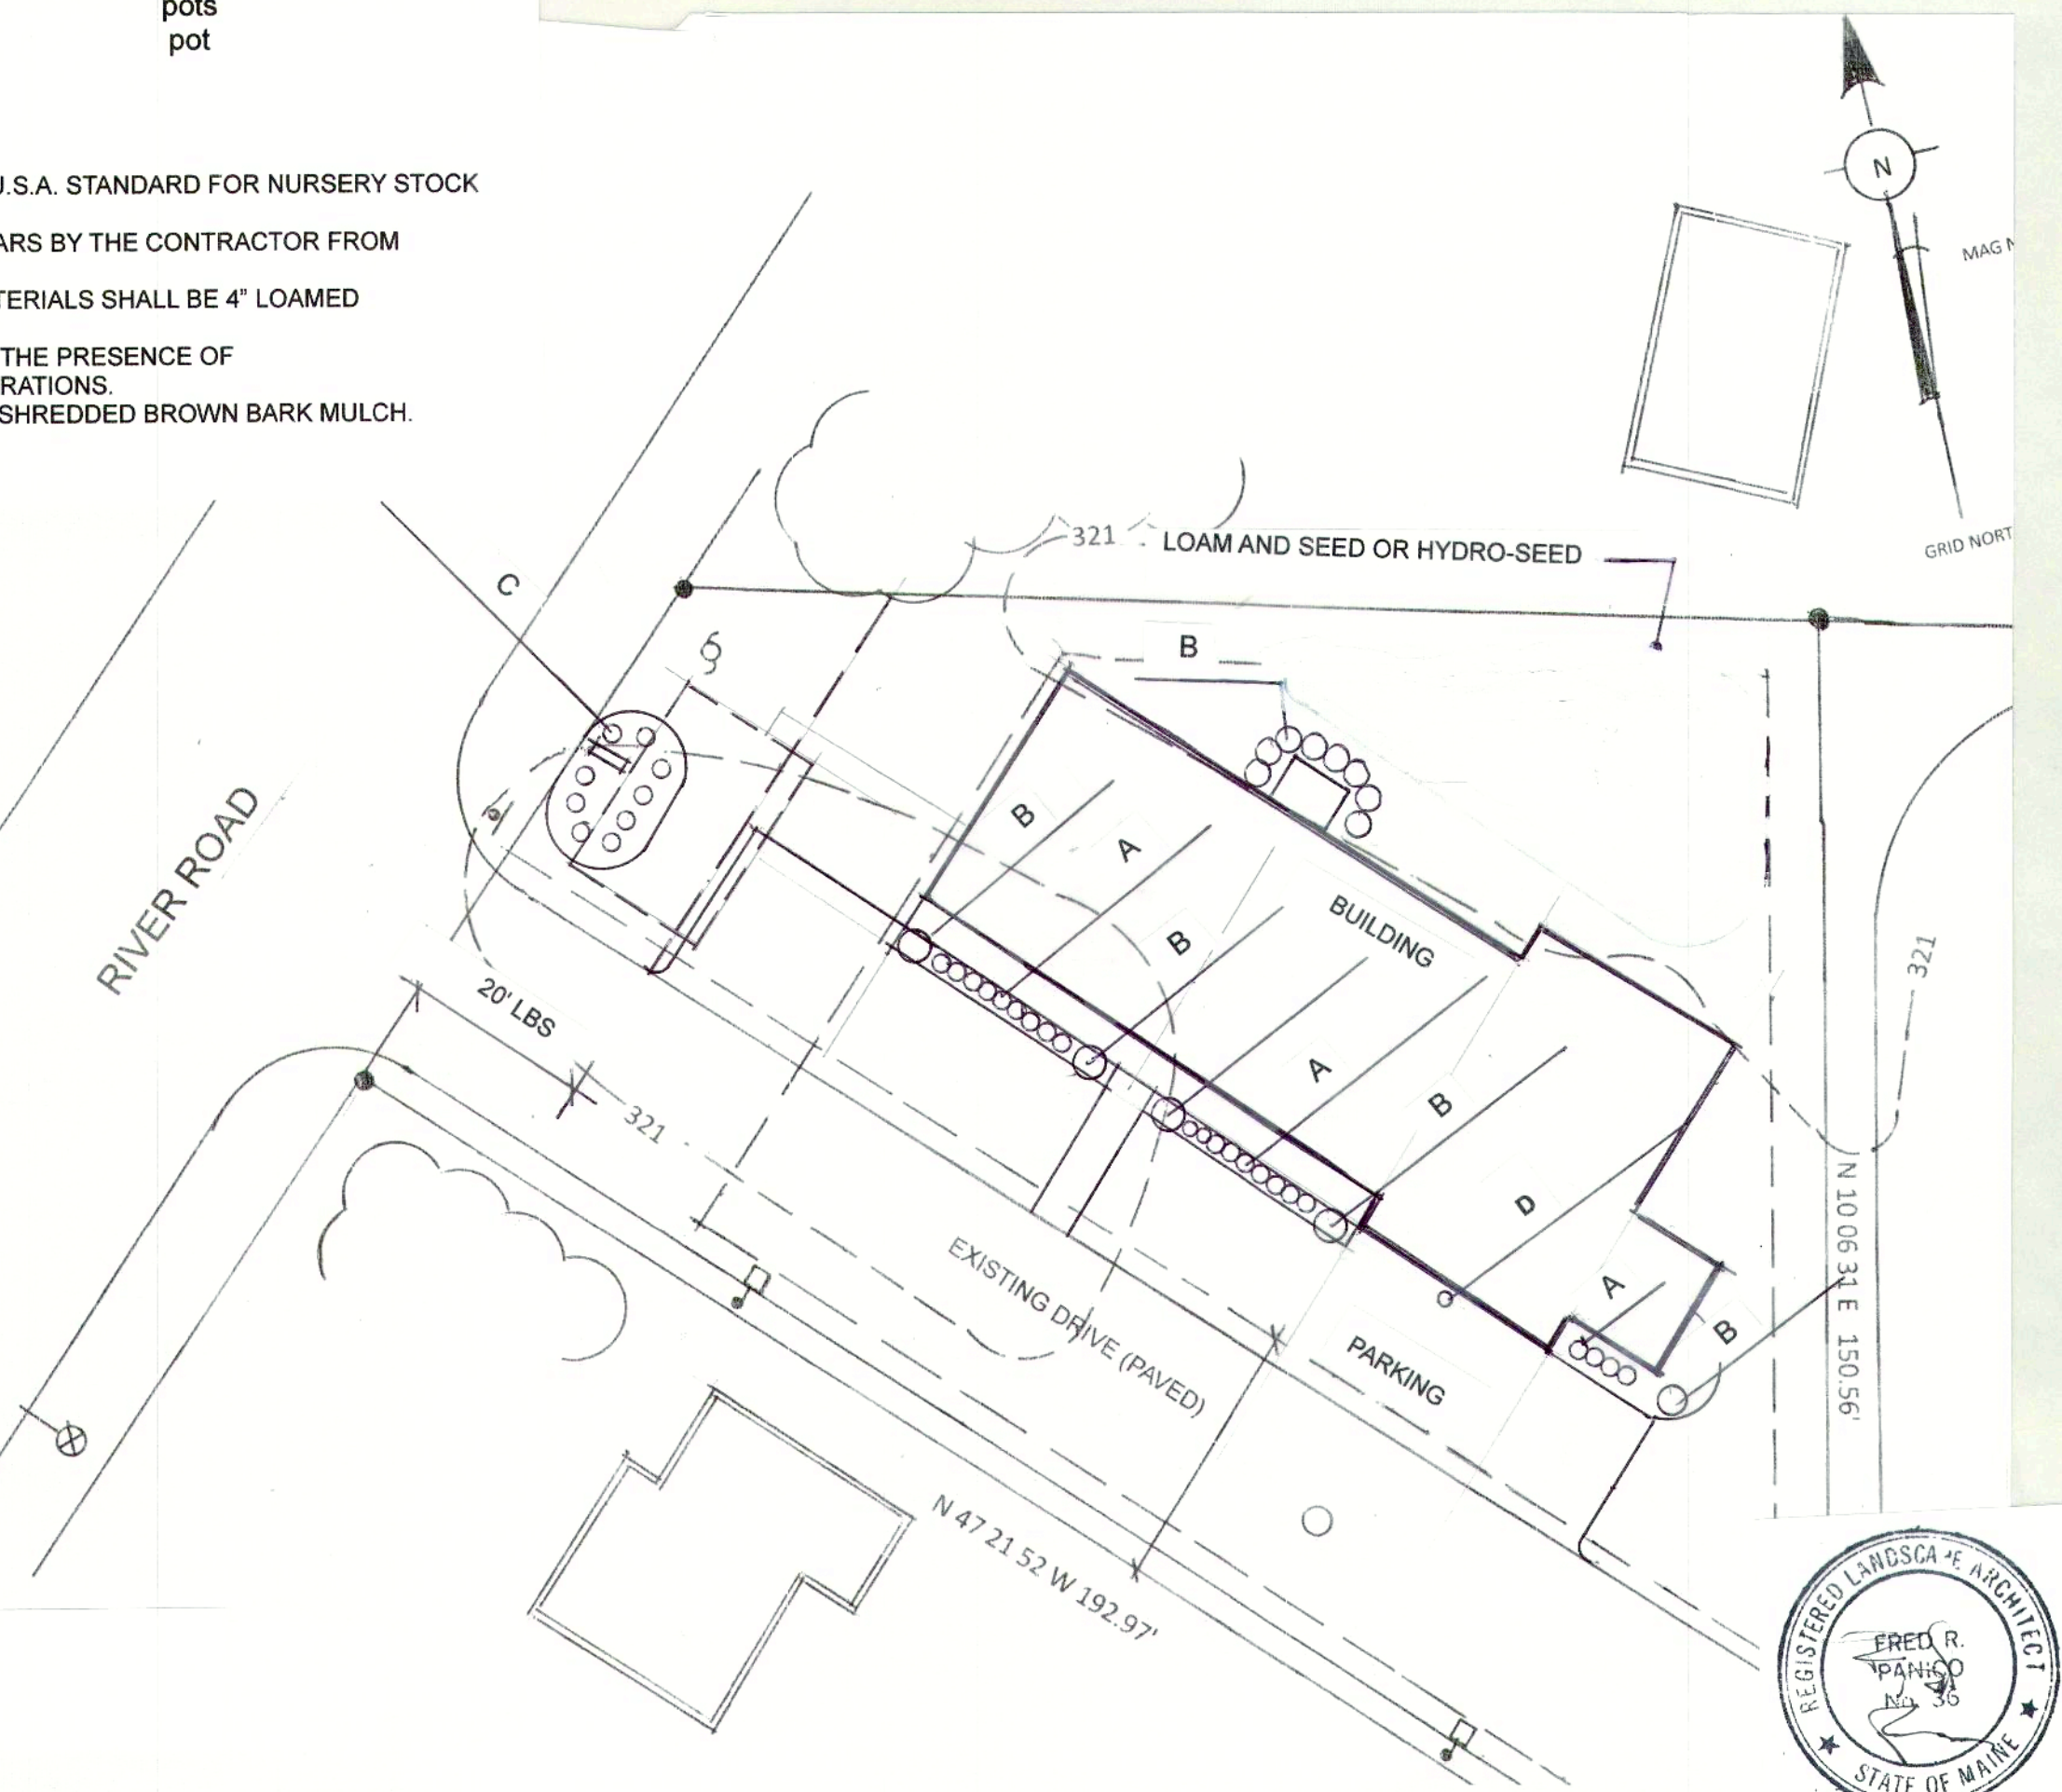 pots
pot
U.S.A. STANDARD FOR NURSERY STOCK
ARS BY THE CONTRACTOR FROM
TERIALS SHALL BE 4" LOAMED
THE PRESENCE OF
RATIONS.
SHREDDED BROWN BARK MULCH.
N
MAG N
GRID NORT
321
LOAM AND SEED OR HYDRO-SEED
C
B
RIVER ROAD
B
A
B
BUILDING
A
B
D
A
B
321
20' LBS
321
EXISTING DRIVE (PAVED)
PARKING
N 10 06 31 E 150.56'
N 47 21 52 W 192.97'
REGISTERED LANDSCAPE ARCHITECT
FRED R.
PANICO
No. 36
STATE OF MAINE